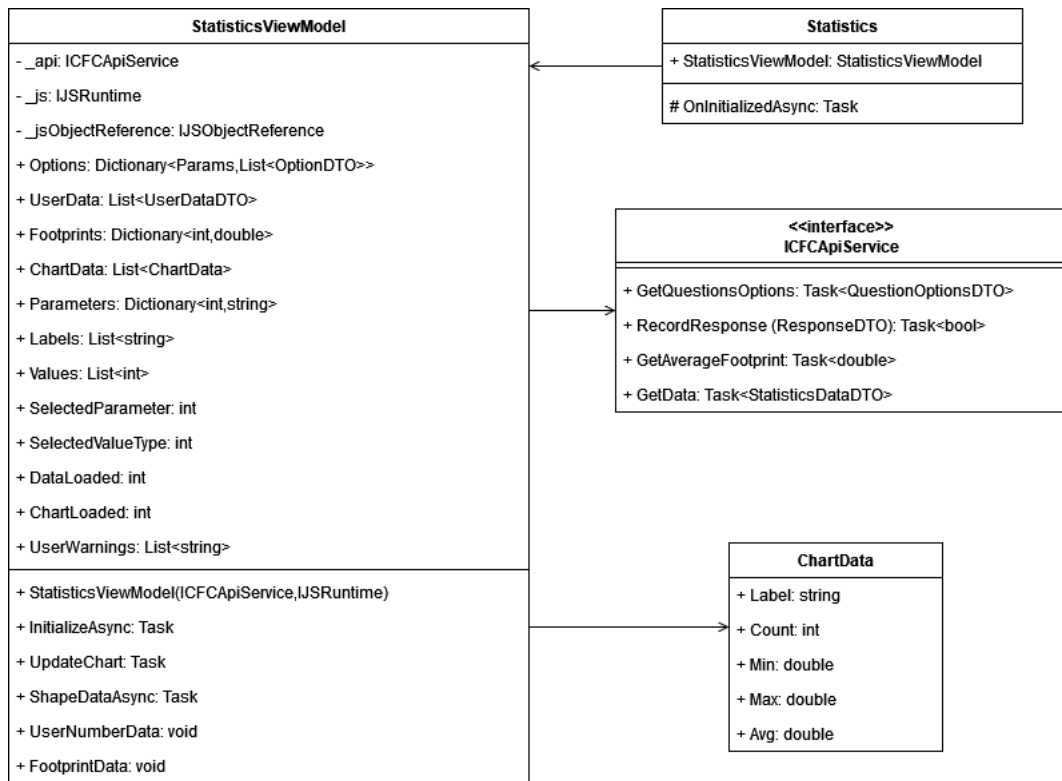 StatisticsViewModel
- _api: ICFCApiService
- _js: IJSRuntime
- _jsObjectReference: IJSObjectReference
+ Options: Dictionary<Params,List<OptionDTO>>
+ UserData: List<UserDataDTO>
+ Footprints: Dictionary<int,double>
+ ChartData: List<ChartData>
+ Parameters: Dictionary<int,string>
+ Labels: List<string>
+ Values: List<int>
+ SelectedParameter: int
+ SelectedValueType: int
+ DataLoaded: int
+ ChartLoaded: int
+ UserWarnings: List<string>
+ StatisticsViewModel(ICFCApiService,IJSRuntime)
+ InitializeAsync: Task
+ UpdateChart: Task
+ ShapeDataAsync: Task
+ UserNumberData: void
+ FootprintData: void
Statistics
+ StatisticsViewModel: StatisticsViewModel
# OnInitializedAsync: Task
<<interface>>
ICFCApiService
+ GetQuestionsOptions: Task<QuestionOptionsDTO>
+ RecordResponse (ResponseDTO): Task<bool>
+ GetAverageFootprint: Task<double>
+ GetData: Task<StatisticsDataDTO>
ChartData
+ Label: string
+ Count: int
+ Min: double
+ Max: double
+ Avg: double